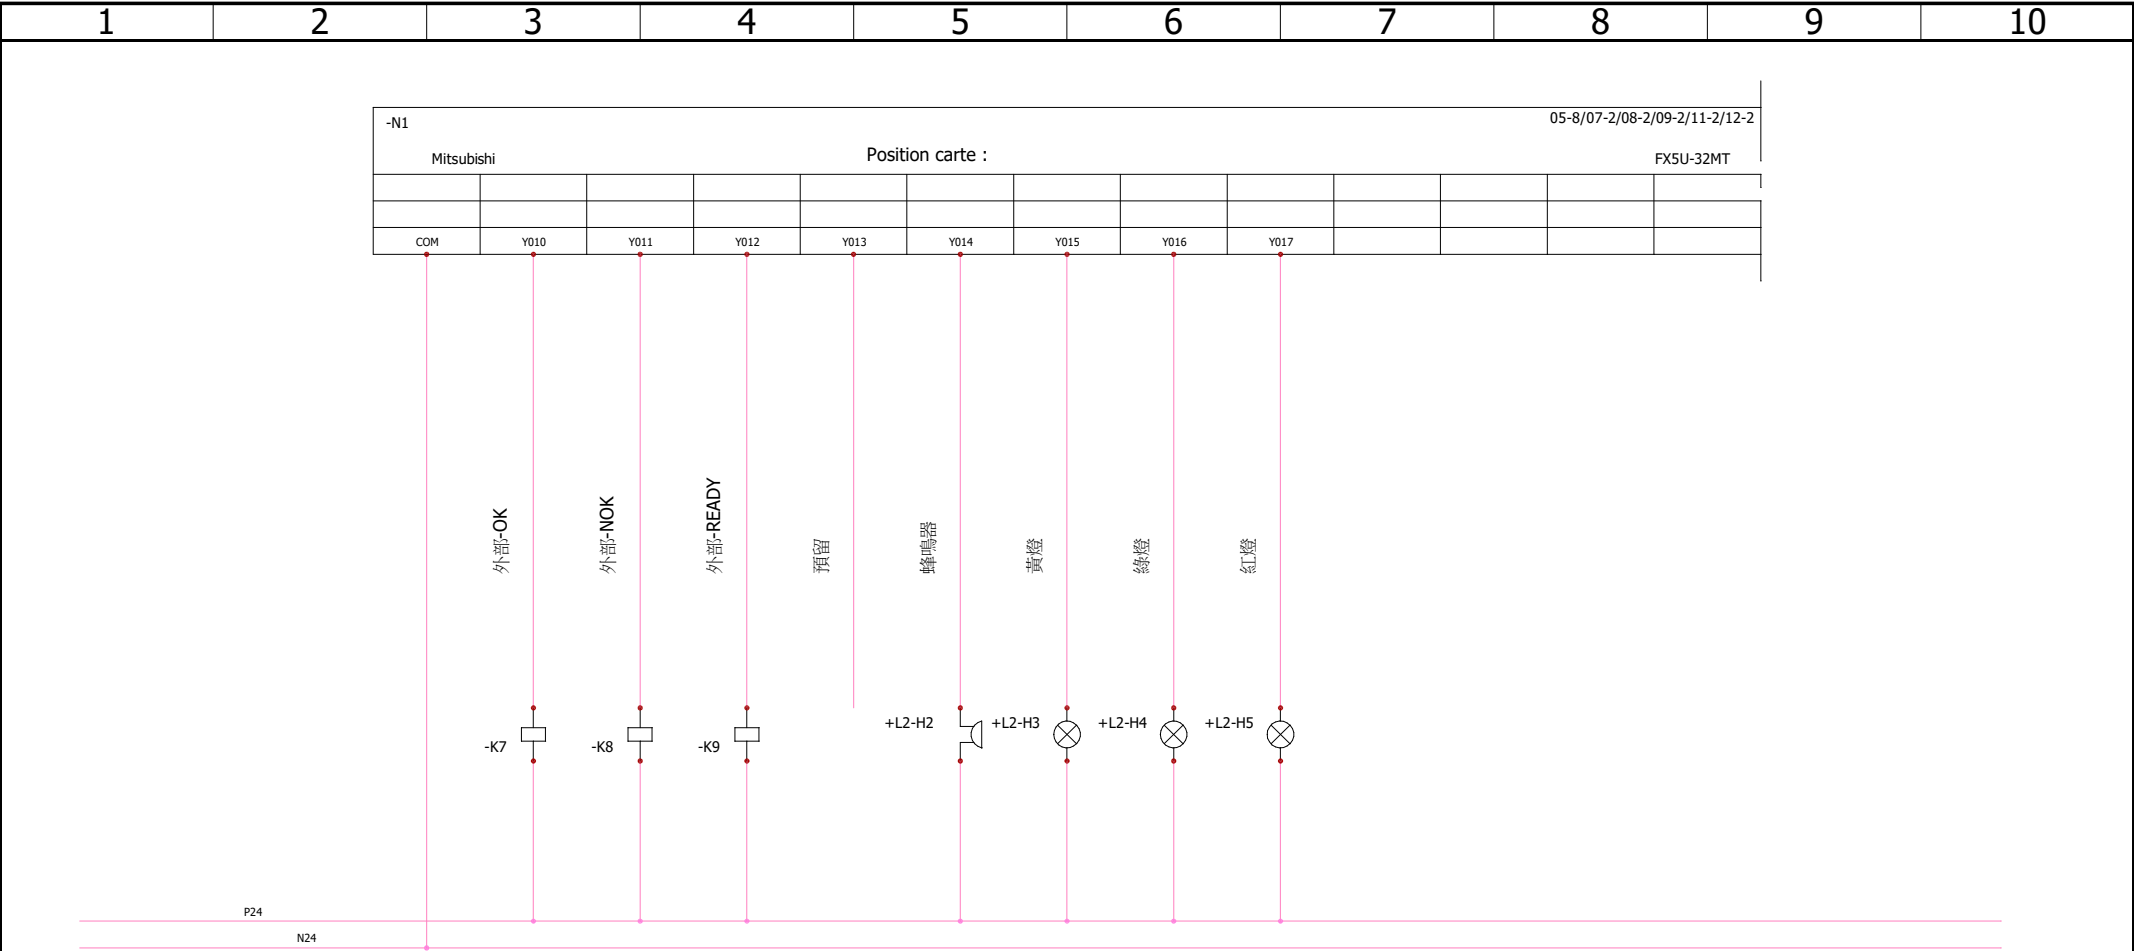 1 2 3 4 5 6 7 8 9 10
-N1 05-8/07-2/08-2/09-2/11-2/12-2
Mitsubishi Position carte : FX5U-32MT
COM Y010 Y011 Y012 Y013 Y014 Y015 Y016 Y017
外部-OK
外部-NOK
外部-READY
預留
蜂鳴器
黃燈
綠燈
紅燈
-K7 -K8 -K9 +L2-H2 +L2-H3 +L2-H4 +L2-H5
P24
N24